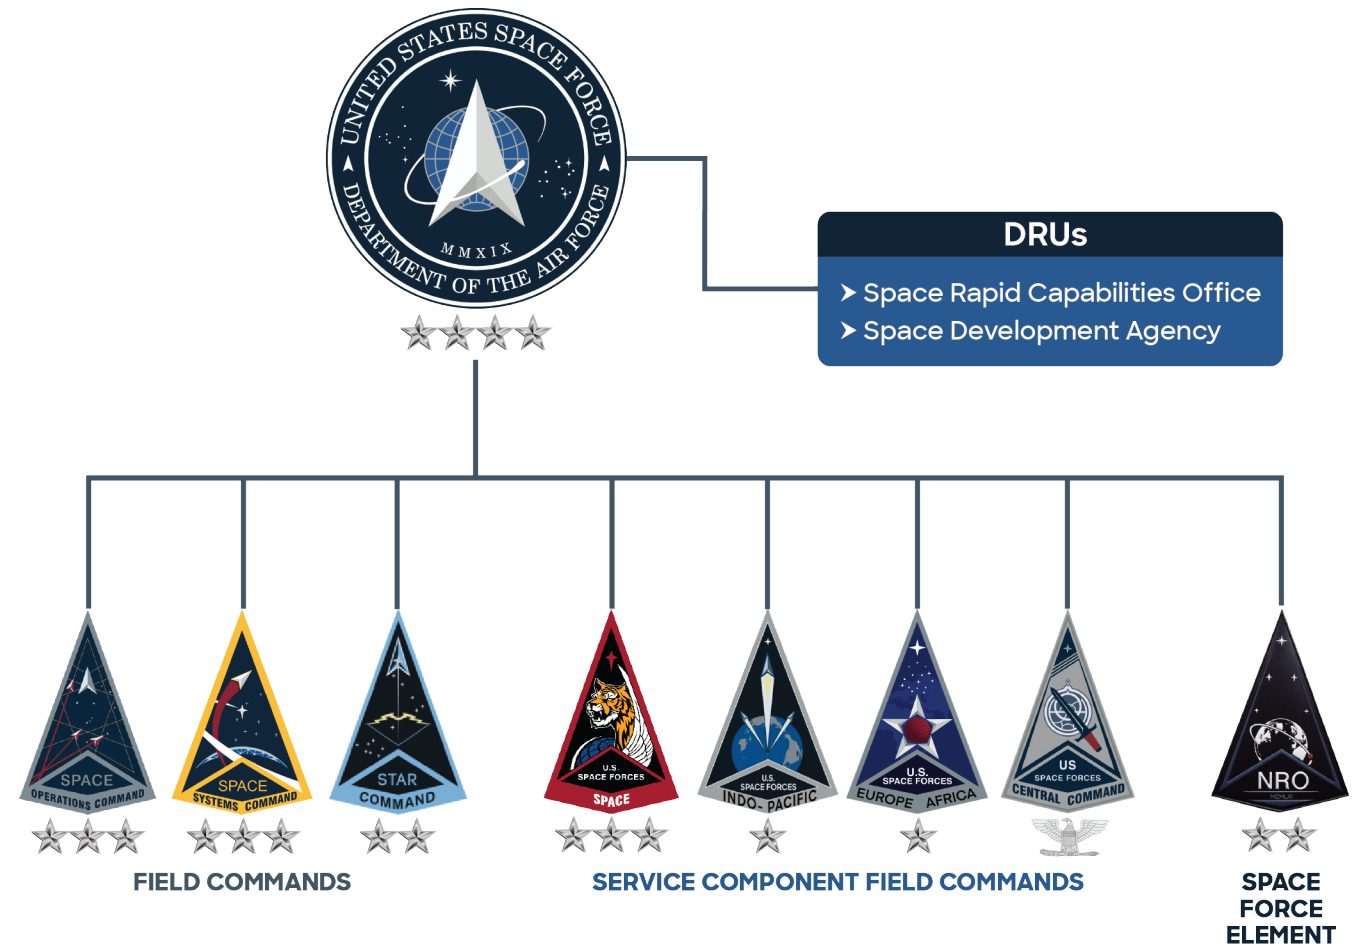 UNITED STATES SPACE FORCE
DEPARTMENT OF THE AIR FORCE
MMXIX
DRUs
Space Rapid Capabilities Office
Space Development Agency
SPACE
OPERATIONS COMMAND
SPACE
SYSTEMS COMMAND
STAR
COMMAND
U.S.
SPACE FORCES
SPACE
U.S.
SPACE FORCES
INDO-PACIFIC
U.S.
SPACE FORCES
EUROPE AFRICA
US
SPACE FORCES
CENTRAL COMMAND
NRO
FIELD COMMANDS
SERVICE COMPONENT FIELD COMMANDS
SPACE
FORCE
ELEMENT